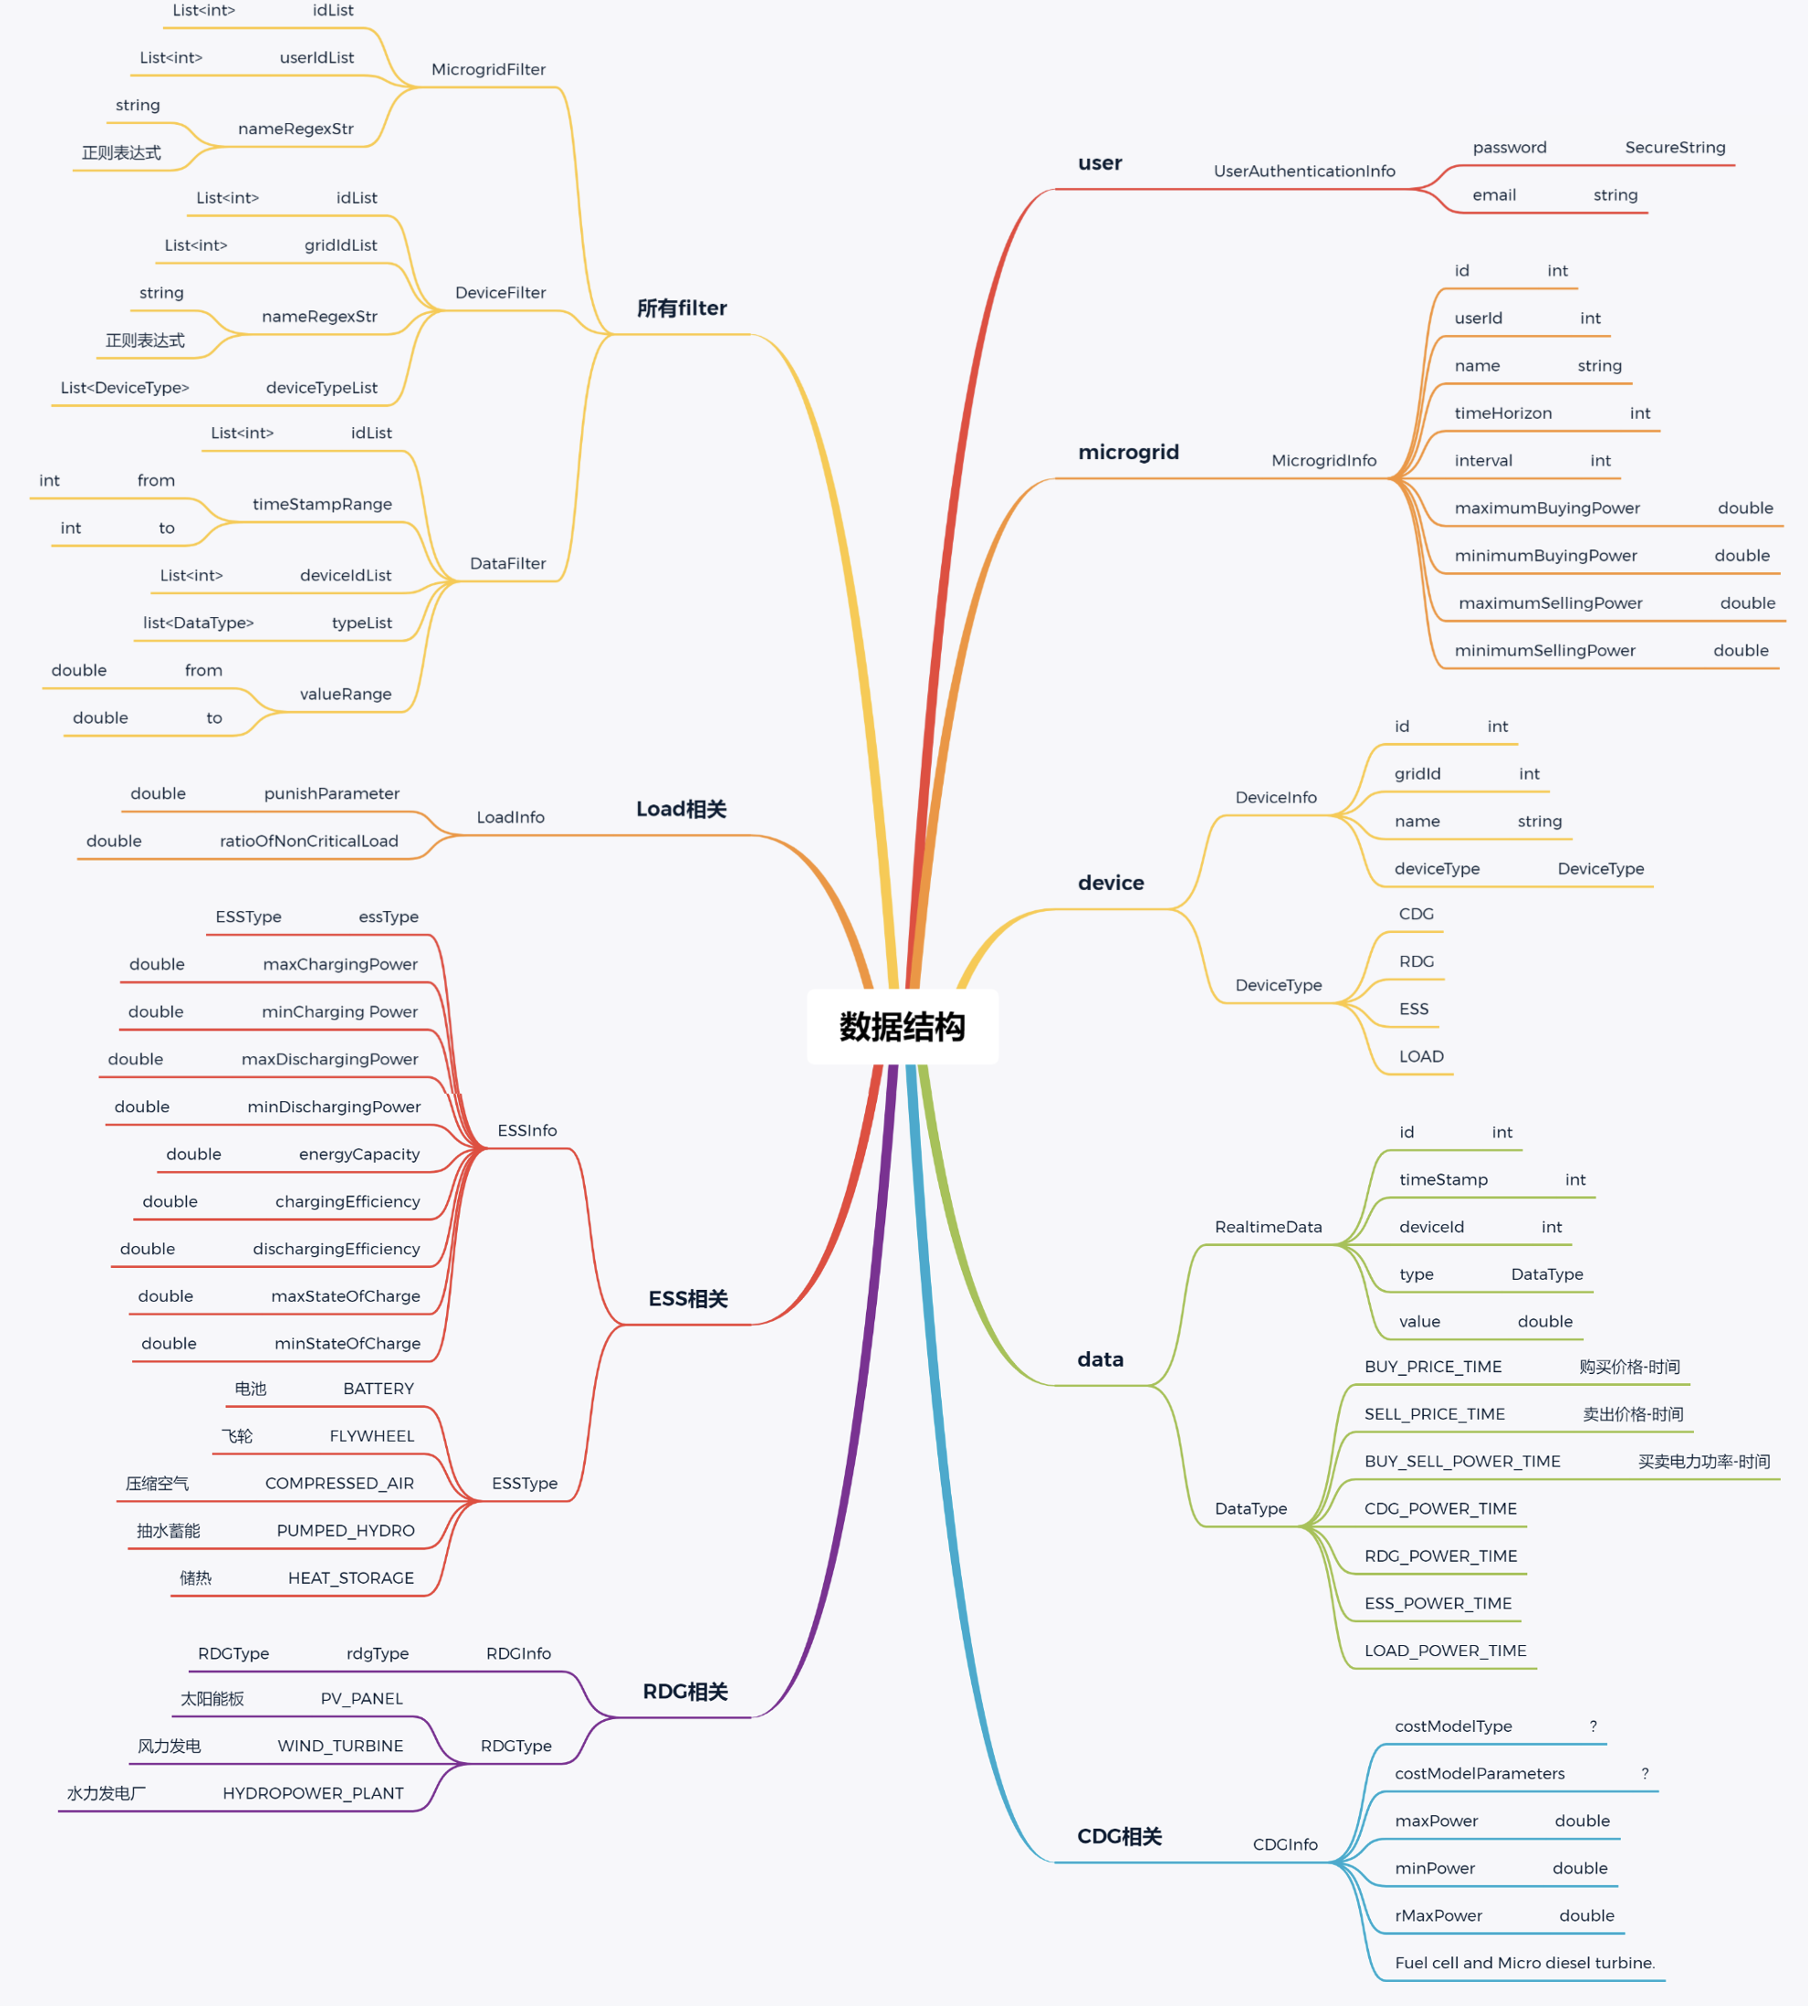 数据结构
user
UserAuthenticationInfo
password SecureString
email string
microgrid
MicrogridInfo
id int
userId int
name string
timeHorizon int
interval int
maximumBuyingPower double
minimumBuyingPower double
maximumSellingPower double
minimumSellingPower double
device
DeviceInfo
id int
gridId int
name string
deviceType DeviceType
DeviceType
CDG
RDG
ESS
LOAD
data
RealtimeData
id int
timeStamp int
deviceId int
type DataType
value double
DataType
BUY_PRICE_TIME 购买价格-时间
SELL_PRICE_TIME 卖出价格-时间
BUY_SELL_POWER_TIME 买卖电力功率-时间
CDG_POWER_TIME
RDG_POWER_TIME
ESS_POWER_TIME
LOAD_POWER_TIME
CDG相关
CDGInfo
costModelType ?
costModelParameters ?
maxPower double
minPower double
rMaxPower double
Fuel cell and Micro diesel turbine.
所有filter
MicrogridFilter
List<int> idList
List<int> userIdList
nameRegexStr
string
正则表达式
DeviceFilter
List<int> idList
List<int> gridIdList
nameRegexStr
string
正则表达式
List<DeviceType> deviceTypeList
DataFilter
List<int> idList
timeStampRange
int from
int to
List<int> deviceIdList
list<DataType> typeList
valueRange
double from
double to
Load相关
LoadInfo
double punishParameter
double ratioOfNonCriticalLoad
ESS相关
ESSInfo
ESSType essType
double maxChargingPower
double minCharging Power
double maxDischargingPower
double minDischargingPower
double energyCapacity
double chargingEfficiency
double dischargingEfficiency
double maxStateOfCharge
double minStateOfCharge
ESSType
电池 BATTERY
飞轮 FLYWHEEL
压缩空气 COMPRESSED_AIR
抽水蓄能 PUMPED_HYDRO
储热 HEAT_STORAGE
RDG相关
RDGType rdgType RDGInfo
RDGType
太阳能板 PV_PANEL
风力发电 WIND_TURBINE
水力发电厂 HYDROPOWER_PLANT